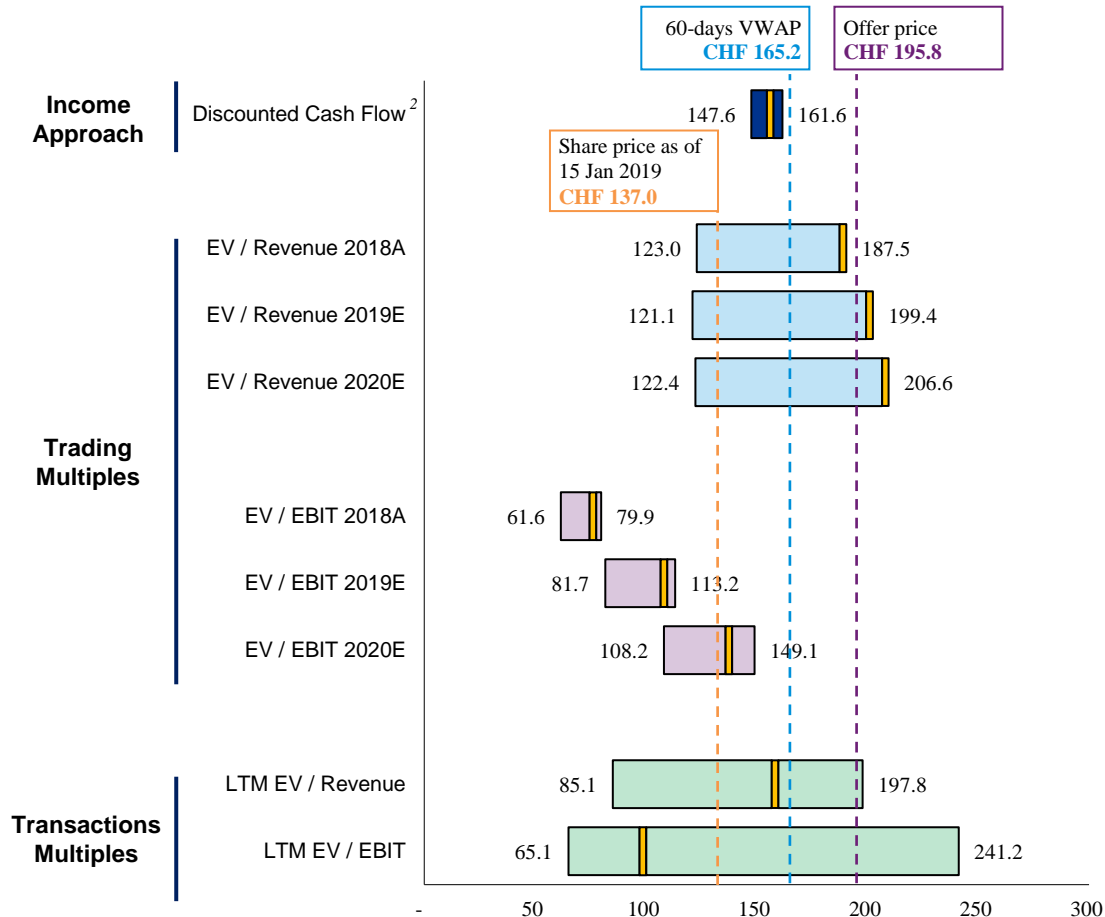 60-days VWAP
CHF 165.2
Offer price
CHF 195.8
Income
Approach
Discounted Cash Flow 2
147.6
161.6
Share price as of
15 Jan 2019
CHF 137.0
Trading
Multiples
EV / Revenue 2018A
123.0
187.5
EV / Revenue 2019E
121.1
199.4
EV / Revenue 2020E
122.4
206.6
EV / EBIT 2018A
61.6
79.9
EV / EBIT 2019E
81.7
113.2
EV / EBIT 2020E
108.2
149.1
Transactions
Multiples
LTM EV / Revenue
85.1
197.8
LTM EV / EBIT
65.1
241.2
- 50 100 150 200 250 300